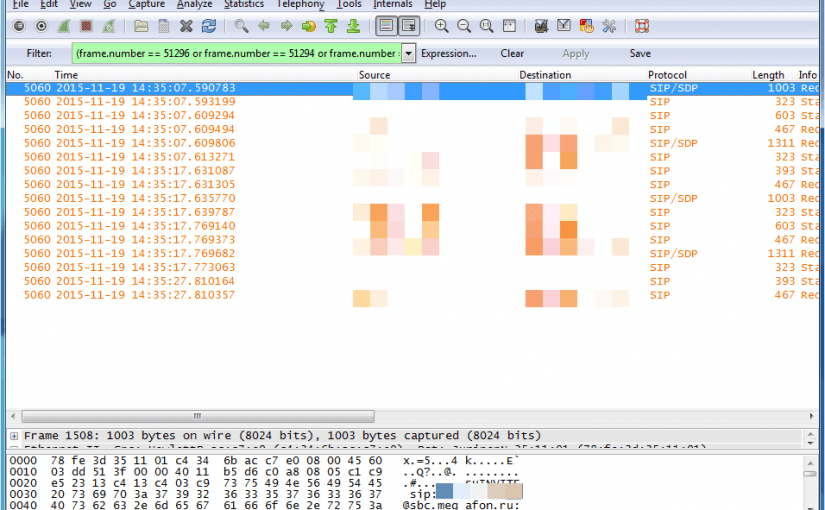 File Edit View Go Capture Analyze Statistics Telephony Tools Internals Help
Filter: (frame.number == 51296 or frame.number == 51294 or frame.number = Expression... Clear Apply Save
No. Time Source Destination Protocol Length Info
5060 2015-11-19 14:35:07.590783 SIP/SDP 1003 Req
5060 2015-11-19 14:35:07.593199 SIP 323 Sta
5060 2015-11-19 14:35:07.609294 SIP 603 Sta
5060 2015-11-19 14:35:07.609494 SIP 467 Req
5060 2015-11-19 14:35:07.609806 SIP/SDP 1311 Req
5060 2015-11-19 14:35:07.613271 SIP 323 Sta
5060 2015-11-19 14:35:17.631087 SIP 393 Sta
5060 2015-11-19 14:35:17.631305 SIP 467 Req
5060 2015-11-19 14:35:17.635770 SIP/SDP 1003 Req
5060 2015-11-19 14:35:17.639787 SIP 323 Sta
5060 2015-11-19 14:35:17.769140 SIP 603 Sta
5060 2015-11-19 14:35:17.769373 SIP 467 Req
5060 2015-11-19 14:35:17.769682 SIP/SDP 1311 Req
5060 2015-11-19 14:35:17.773063 SIP 323 Sta
5060 2015-11-19 14:35:27.810164 SIP 393 Sta
5060 2015-11-19 14:35:27.810357 SIP 467 Req
Frame 1508: 1003 bytes on wire (8024 bits), 1003 bytes captured (8024 bits)
0000 78 fe 3d 35 11 01 c4 34 6b ac c7 e0 08 00 45 60 x.=5...4 k.....E`
0010 03 dd 51 3f 00 00 40 11 b5 d6 c0 a8 08 05 c1 c9 ..Q?..@. ........
0020 e5 23 13 c4 13 c4 03 c9 73 75 49 4e 56 49 54 45 .#...... suINVITE
0030 20 73 69 70 3a 37 39 32 36 33 35 37 36 33 36 37 sip:
0040 40 73 62 63 2e 6d 65 67 61 66 6f 6e 2e 72 75 3a @sbc.meg afon.ru: